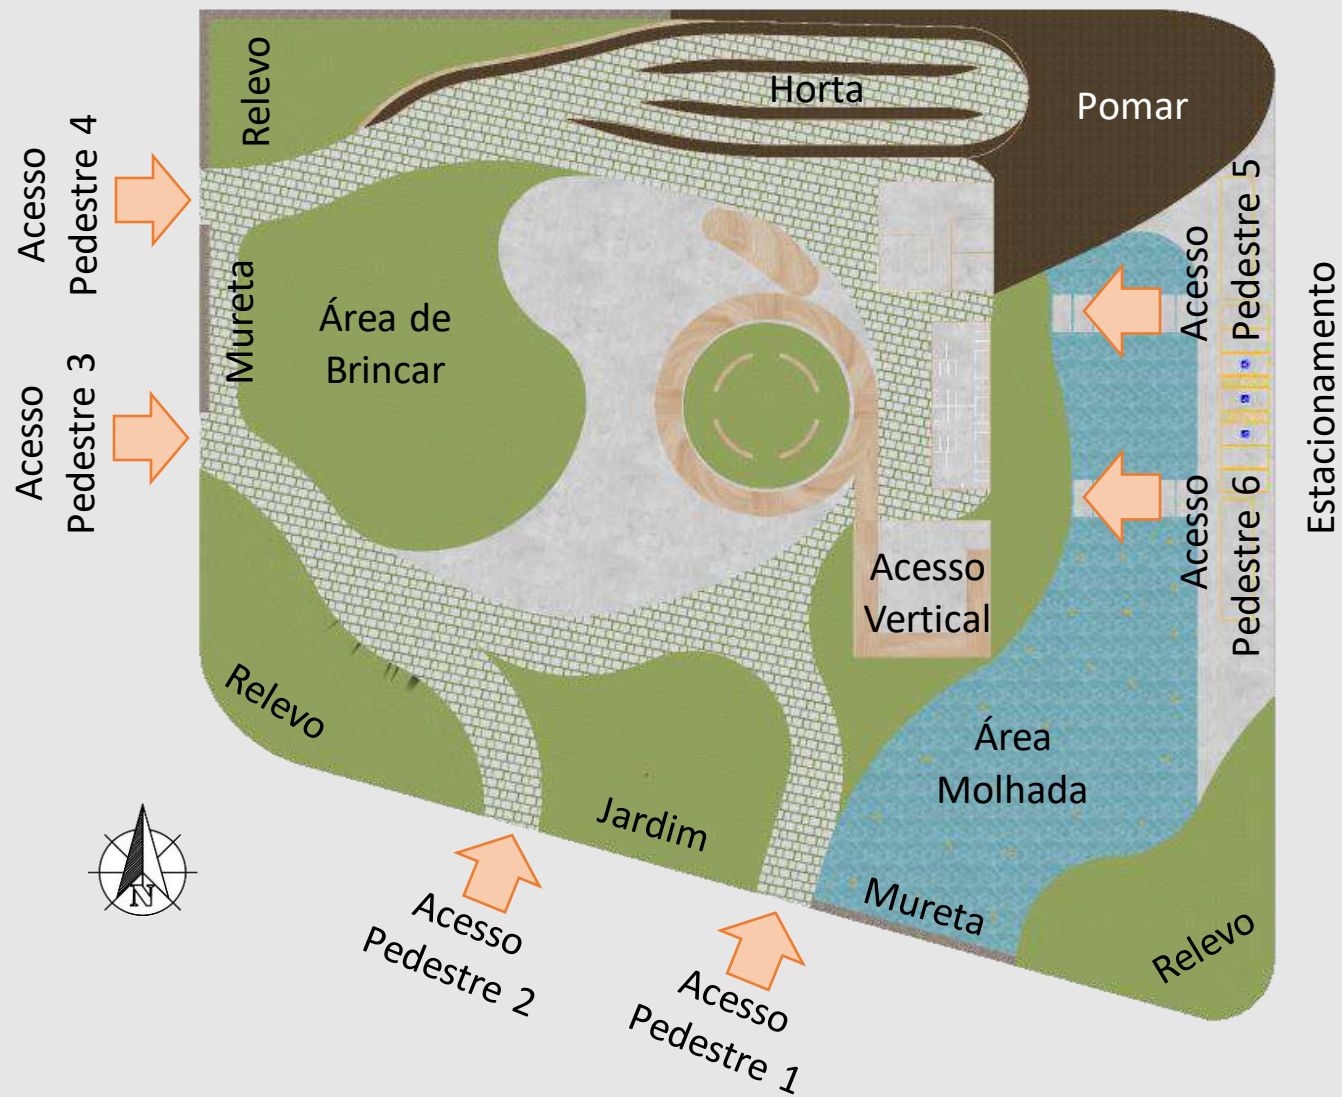 Relevo
Horta
Pomar
Acesso
Pedestre 4
Mureta
Área de
Brincar
Acesso
Pedestre 3
Acesso
Pedestre 5
Estacionamento
Acesso
Pedestre 6
Acesso
Vertical
Relevo
Área
Molhada
Jardim
Mureta
Relevo
N
Acesso
Pedestre 2
Acesso
Pedestre 1